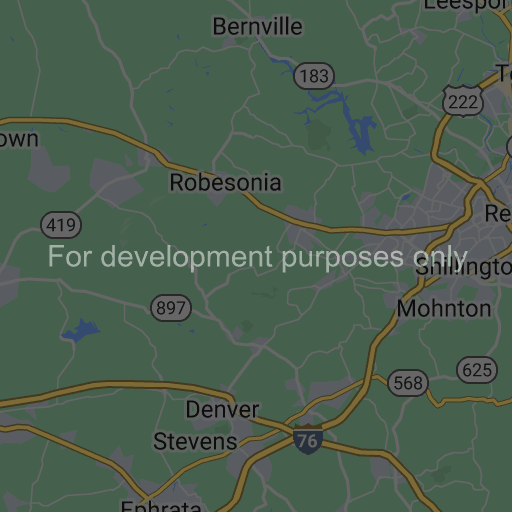 Leespor
Bernville
183
To
222
own
Robesonia
Re
419
For development purposes only
Shillington
897
Mohnton
625
568
Denver
76
Stevens
Ephrata